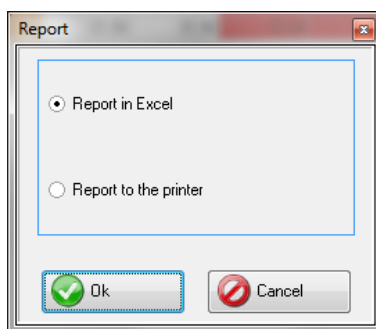 Report
Report in Excel
Report to the printer
Ok
Cancel